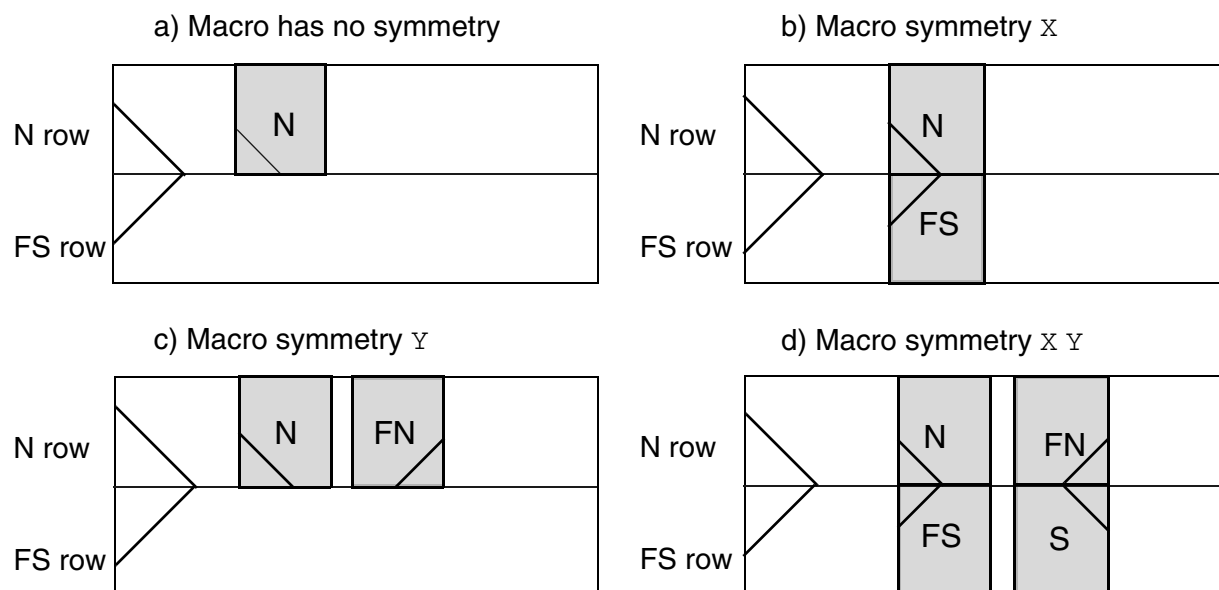 a) Macro has no symmetry
N row
N
FS row
b) Macro symmetry X
N row
N
FS row
FS
c) Macro symmetry Y
N row
N FN
FS row
d) Macro symmetry X Y
N row
N FN
FS row
FS S